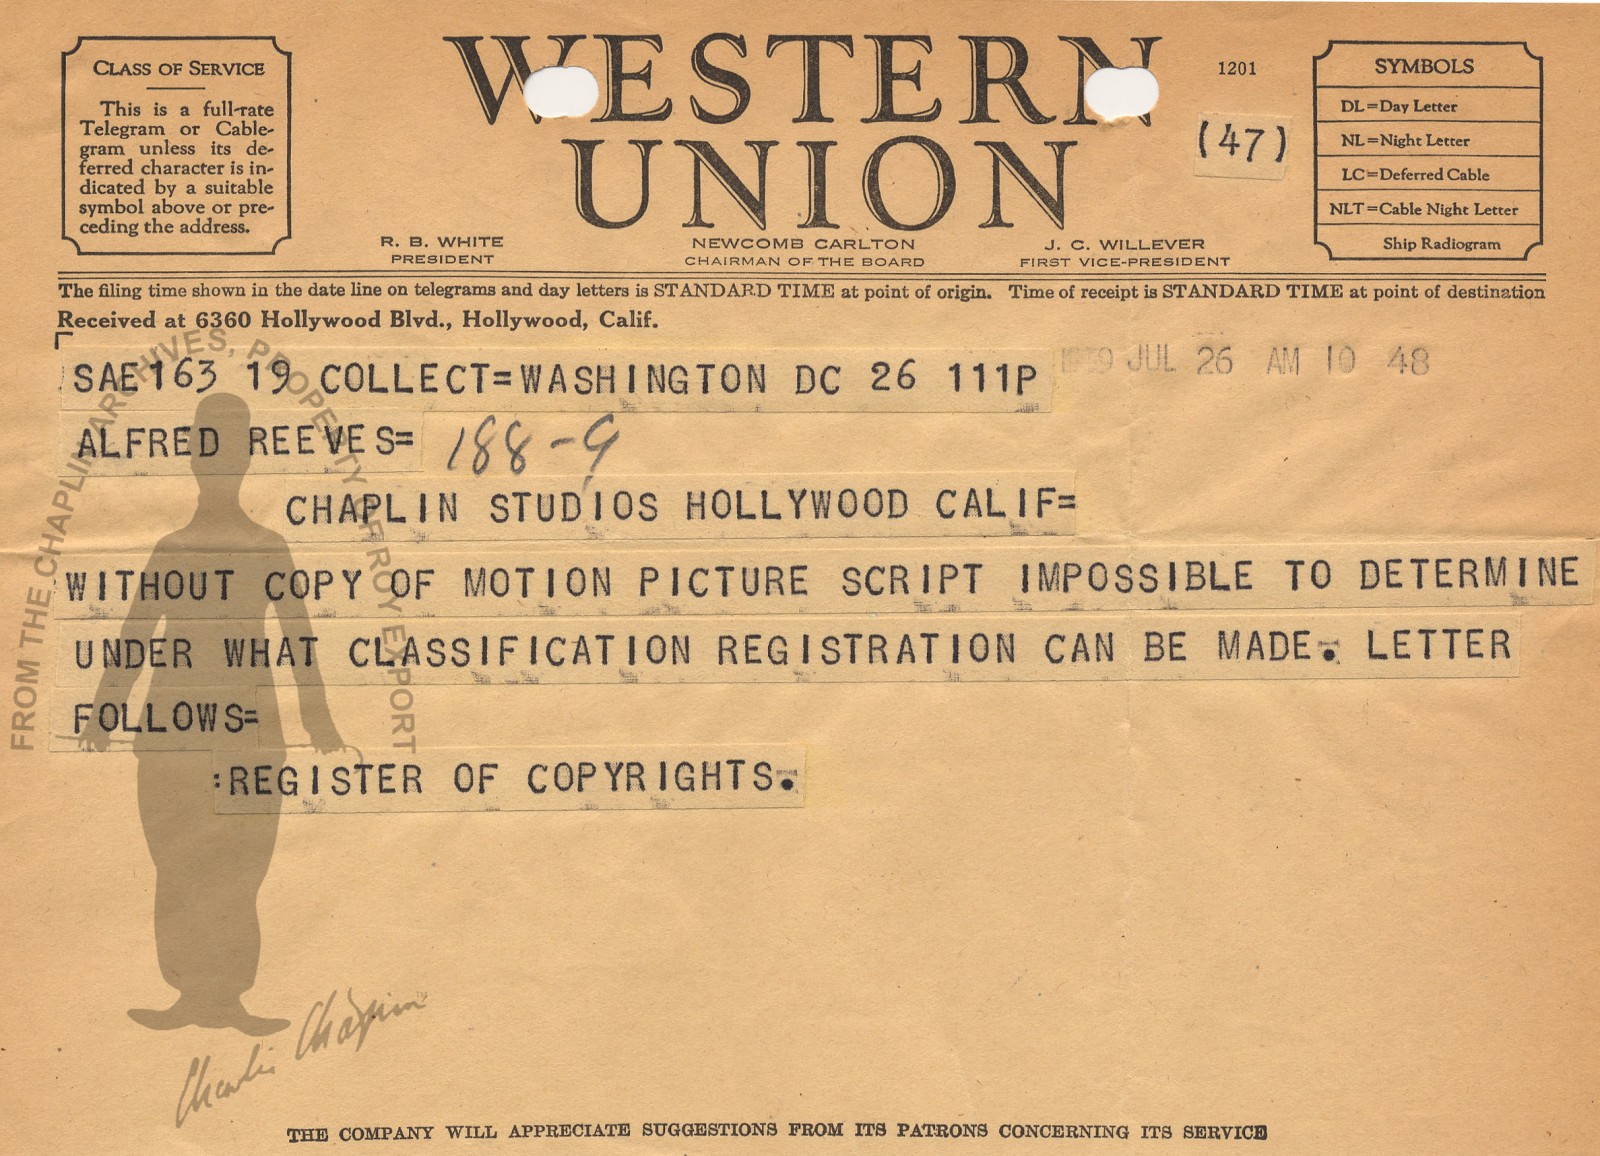 CLASS OF SERVICE
This is a full-rate
Telegram or Cable-
gram unless its de-
ferred character is in-
dicated by a suitable
symbol above or pre-
ceding the address.
WESTERN
UNION
1201
(47)
SYMBOLS
DL=Day Letter
NL=Night Letter
LC=Deferred Cable
NLT=Cable Night Letter
Ship Radiogram
R. B. WHITE
PRESIDENT
NEWCOMB CARLTON
CHAIRMAN OF THE BOARD
J. C. WILLEVER
FIRST VICE-PRESIDENT
The filing time shown in the date line on telegrams and day letters is STANDARD TIME at point of origin. Time of receipt is STANDARD TIME at point of destination
Received at 6360 Hollywood Blvd., Hollywood, Calif.
SAE163 19 COLLECT=WASHINGTON DC 26 111P
JUL 26 AM 10 48
ALFRED REEVES=
188-9
CHAPLIN STUDIOS HOLLYWOOD CALIF=
WITHOUT COPY OF MOTION PICTURE SCRIPT IMPOSSIBLE TO DETERMINE
UNDER WHAT CLASSIFICATION REGISTRATION CAN BE MADE. LETTER
FOLLOWS=
:REGISTER OF COPYRIGHTS.
FROM THE CHAPLIN ARCHIVES, PROPERTY OF ROY EXPORT
Charlie Chaplin
THE COMPANY WILL APPRECIATE SUGGESTIONS FROM ITS PATRONS CONCERNING ITS SERVICE